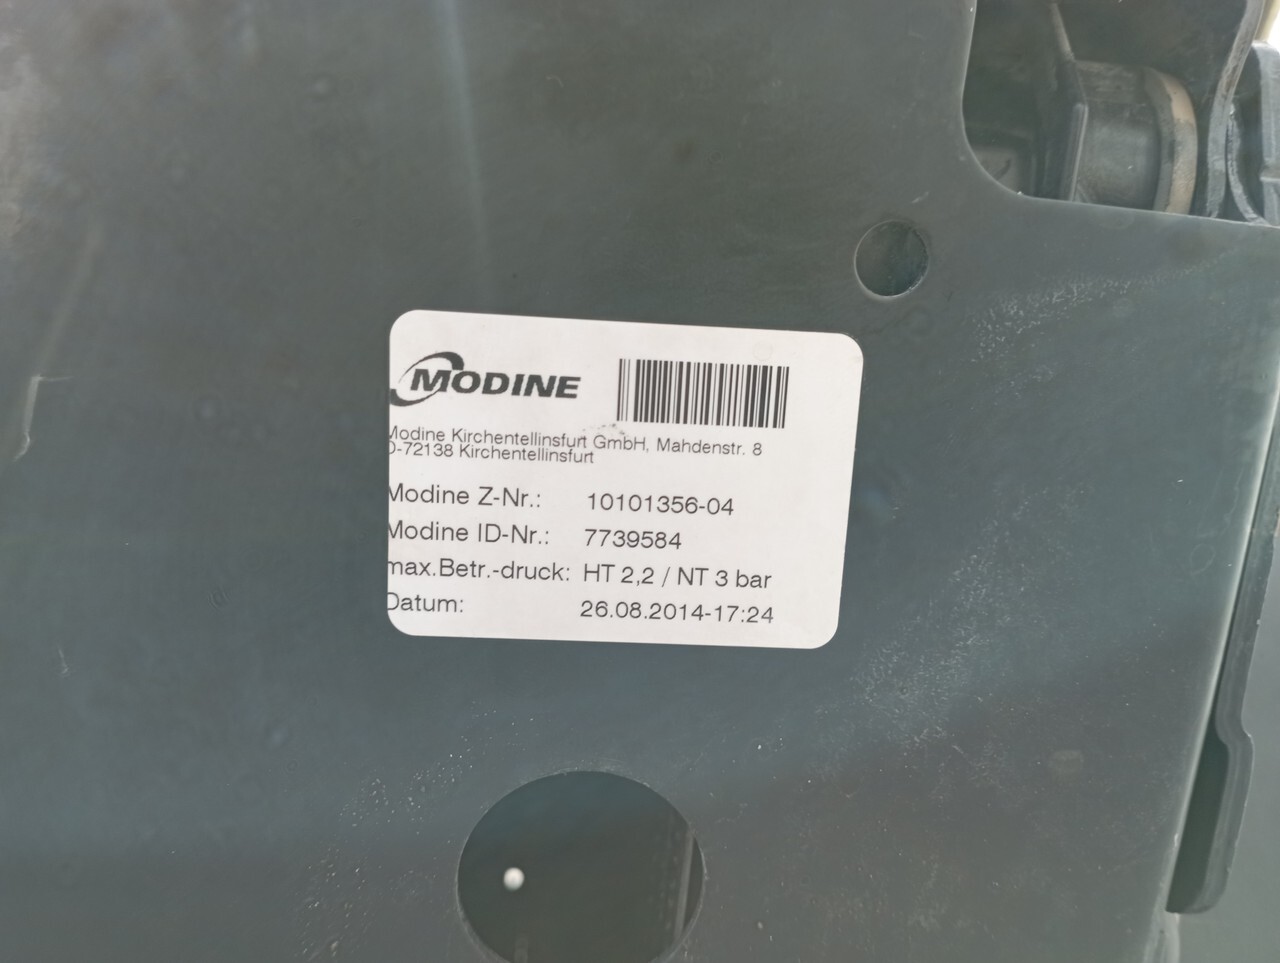 MODINE
Modine Kirchentellinsfurt GmbH, Mahdenstr. 8
D-72138 Kirchentellinsfurt
Modine Z-Nr.: 10101356-04
Modine ID-Nr.: 7739584
max.Betr.-druck: HT 2,2 / NT 3 bar
Datum: 26.08.2014-17:24